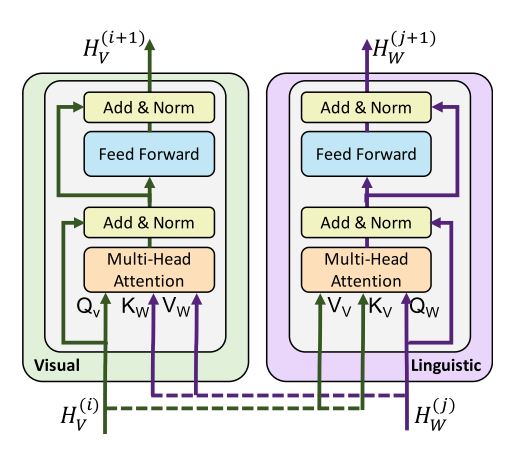 H_V^(i+1)
Add & Norm
Feed Forward
Add & Norm
Multi-Head
Attention
Q_v K_W V_W
Visual
H_V^(i)
H_W^(j+1)
Add & Norm
Feed Forward
Add & Norm
Multi-Head
Attention
V_V K_V Q_W
Linguistic
H_W^(j)